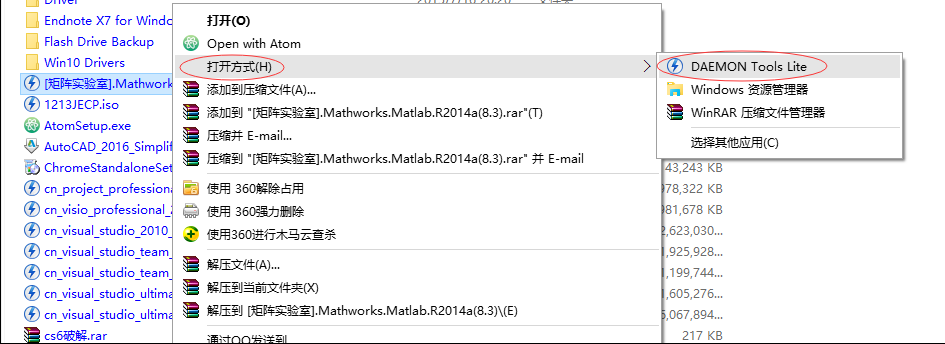 Driver
Endnote X7 for Windo
Flash Drive Backup
Win10 Drivers
[矩阵实验室].Mathworks
1213JECP.iso
AtomSetup.exe
AutoCAD_2016_Simplif
ChromeStandaloneSet
cn_project_professional_
cn_visio_professional_2
cn_visual_studio_2010_
cn_visual_studio_team_
cn_visual_studio_team_
cn_visual_studio_ultima
cn_visual_studio_ultima
cs6破解.rar
打开(O)
Open with Atom
打开方式(H)
添加到压缩文件(A)...
添加到 "[矩阵实验室].Mathworks.Matlab.R2014a(8.3).rar"(T)
压缩并 E-mail...
压缩到 "[矩阵实验室].Mathworks.Matlab.R2014a(8.3).rar" 并 E-mail
使用 360解除占用
使用 360强力删除
使用360进行木马云查杀
解压文件(A)...
解压到当前文件夹(X)
解压到 [矩阵实验室].Mathworks.Matlab.R2014a(8.3)\(E)
通过QQ发送到
DAEMON Tools Lite
Windows 资源管理器
WinRAR 压缩文件管理器
选择其他应用(C)
43,243 KB
978,322 KB
981,678 KB
2,623,030...
1,925,928...
1,199,744...
1,605,276...
6,067,894...
217 KB